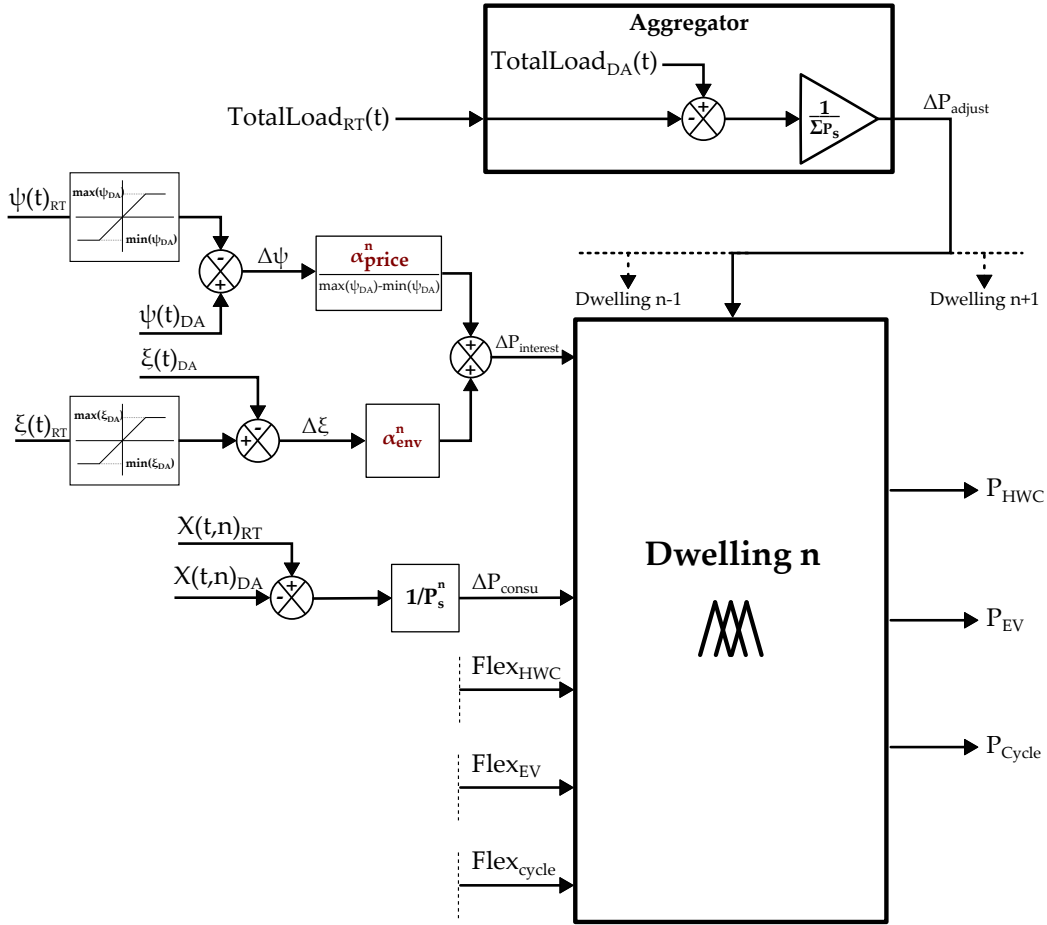 Aggregator
TotalLoad_DA(t)
TotalLoad_RT(t)
+
-
1
ΣP_s
ΔP_adjust
ψ(t)_RT
max(ψ_DA)
min(ψ_DA)
-
+
Δψ
α^n_price
max(ψ_DA)-min(ψ_DA)
ψ(t)_DA
Dwelling n-1
Dwelling n+1
ξ(t)_DA
+
+
ΔP_interest
ξ(t)_RT
max(ξ_DA)
min(ξ_DA)
-
+
Δξ
α^n_env
X(t,n)_RT
X(t,n)_DA
+
-
1/P^n_s
ΔP_consu
Dwelling n
P_HWC
P_EV
P_Cycle
Flex_HWC
Flex_EV
Flex_cycle